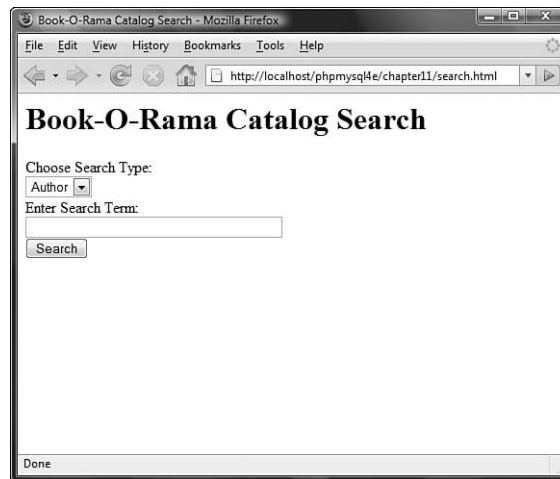 Book-O-Rama Catalog Search - Mozilla Firefox
File Edit View History Bookmarks Tools Help
http://localhost/phpmysql4e/chapter11/search.html
Book-O-Rama Catalog Search
Choose Search Type:
Author
Enter Search Term:
Search
Done